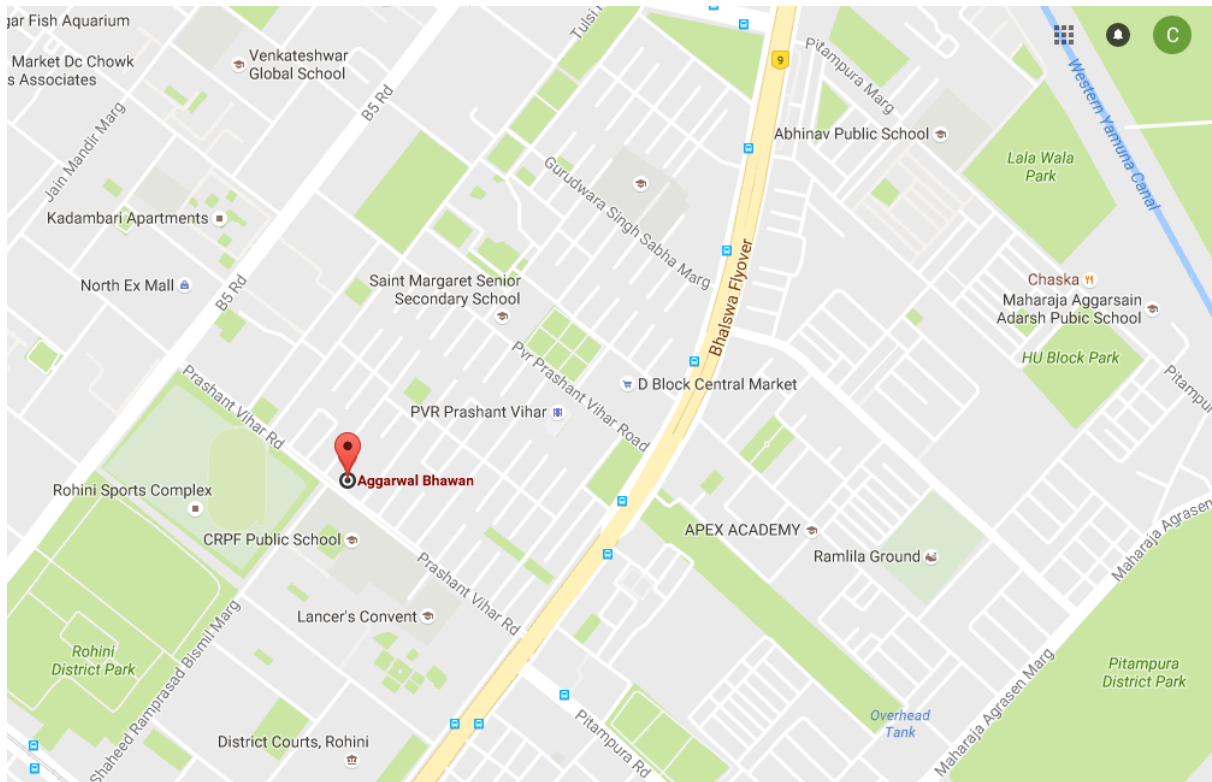 gar Fish Aquarium
Market Dc Chowk
s Associates
Venkateshwar
Global School
Tulsi
B5 Rd
9
C
Pitampura Marg
Western Yamuna Canal
Abhinav Public School
Lala Wala
Park
Jain Mandir Marg
Kadambari Apartments
Gurudwara Singh Sabha Marg
North Ex Mall
B5 Rd
Saint Margaret Senior
Secondary School
Bhalswa Flyover
Chaska
Maharaja Aggarsain
Adarsh Pubic School
HU Block Park
Prashant Vihar Rd
Pvr Prashant Vihar Road
D Block Central Market
Pitampu
PVR Prashant Vihar
Aggarwal Bhawan
Rohini Sports Complex
CRPF Public School
APEX ACADEMY
Ramlila Ground
Maharaja Agrasen
Prashant Vihar Rd
Lancer's Convent
Rohini
District Park
Shaheed Ramprasad Bismil Marg
Pitampura
District Park
Overhead
Tank
Maharaja Agrasen Marg
District Courts, Rohini
Pitampura Rd